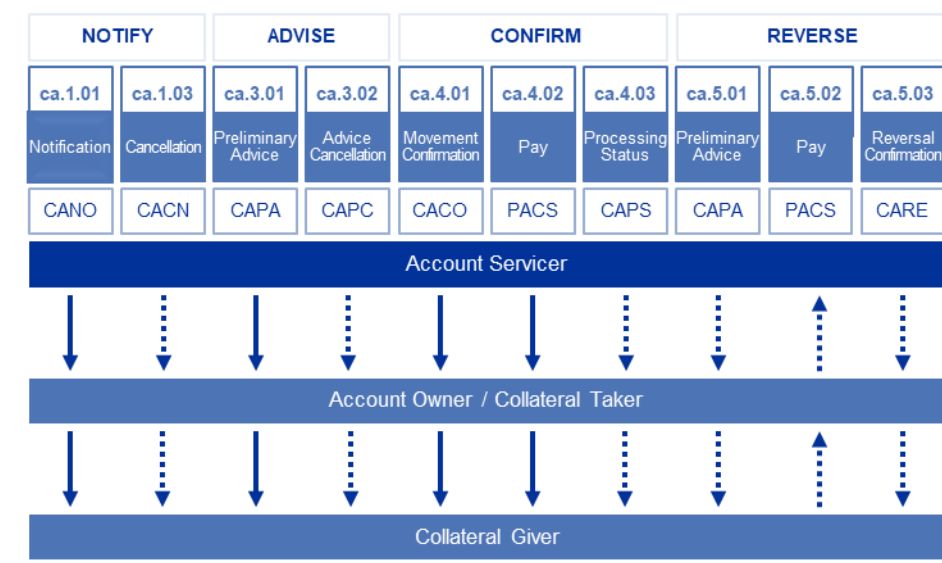 NOTIFY ADVISE CONFIRM REVERSE
ca.1.01 ca.1.03 ca.3.01 ca.3.02 ca.4.01 ca.4.02 ca.4.03 ca.5.01 ca.5.02 ca.5.03
Notification
Cancellation
Preliminary
Advice
Advice
Cancellation
Movement
Confirmation
Pay
Processing
Status
Preliminary
Advice
Pay
Reversal
Confirmation
CANO CACN CAPA CAPC CACO PACS CAPS CAPA PACS CARE
Account Servicer
Account Owner / Collateral Taker
Collateral Giver